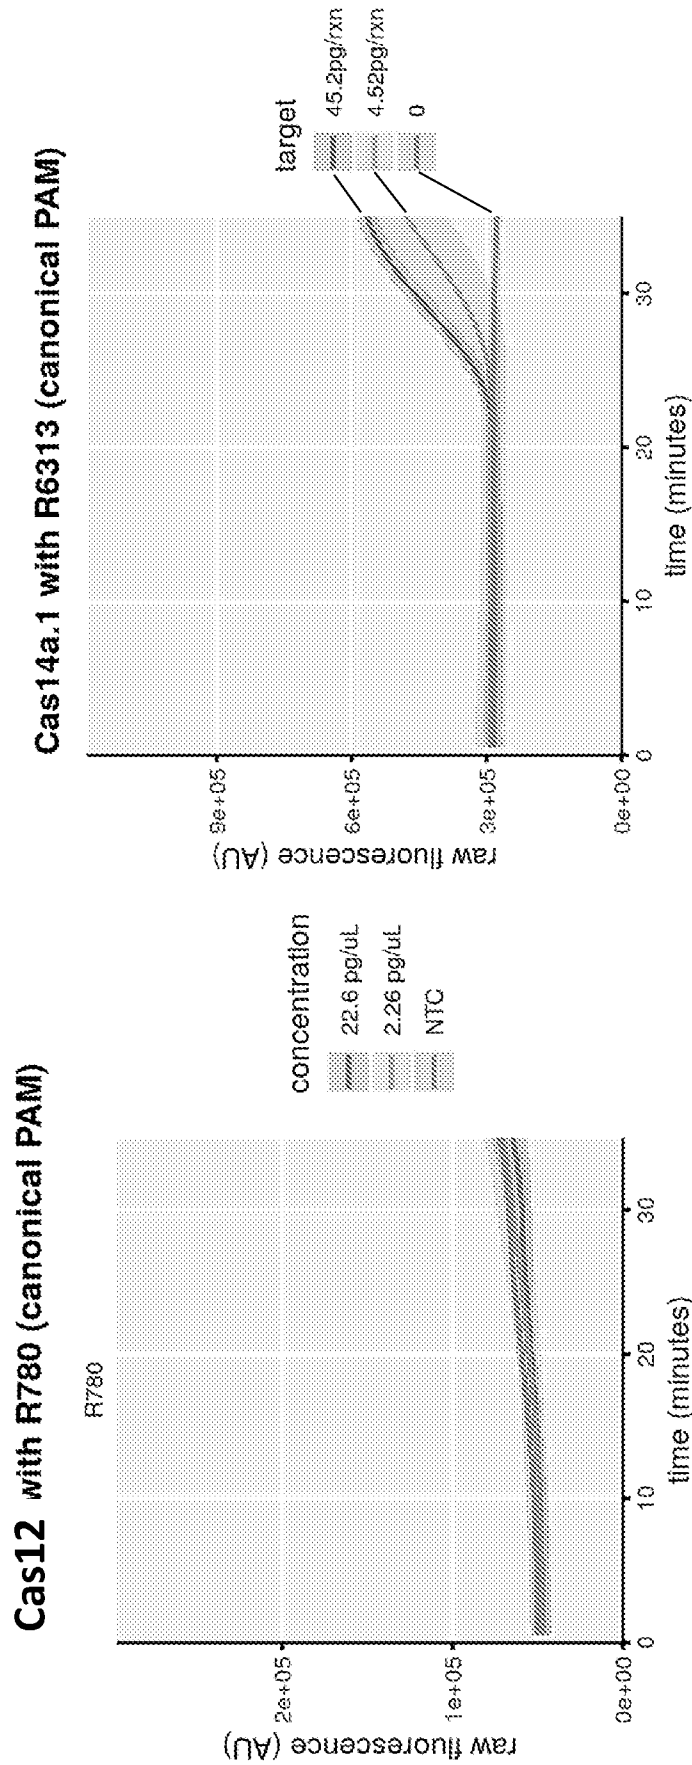 Cas12 with R780 (canonical PAM)
R780
raw fluorescence (AU)
2e+05
1e+05
0e+00
0
10
20
30
time (minutes)
concentration
22.6 pg/uL
2.26 pg/uL
NTC
Cas14a.1 with R6313 (canonical PAM)
raw fluorescence (AU)
9e+05
6e+05
3e+05
0e+00
0
10
20
30
time (minutes)
target
45.2pg/rxn
4.52pg/rxn
0